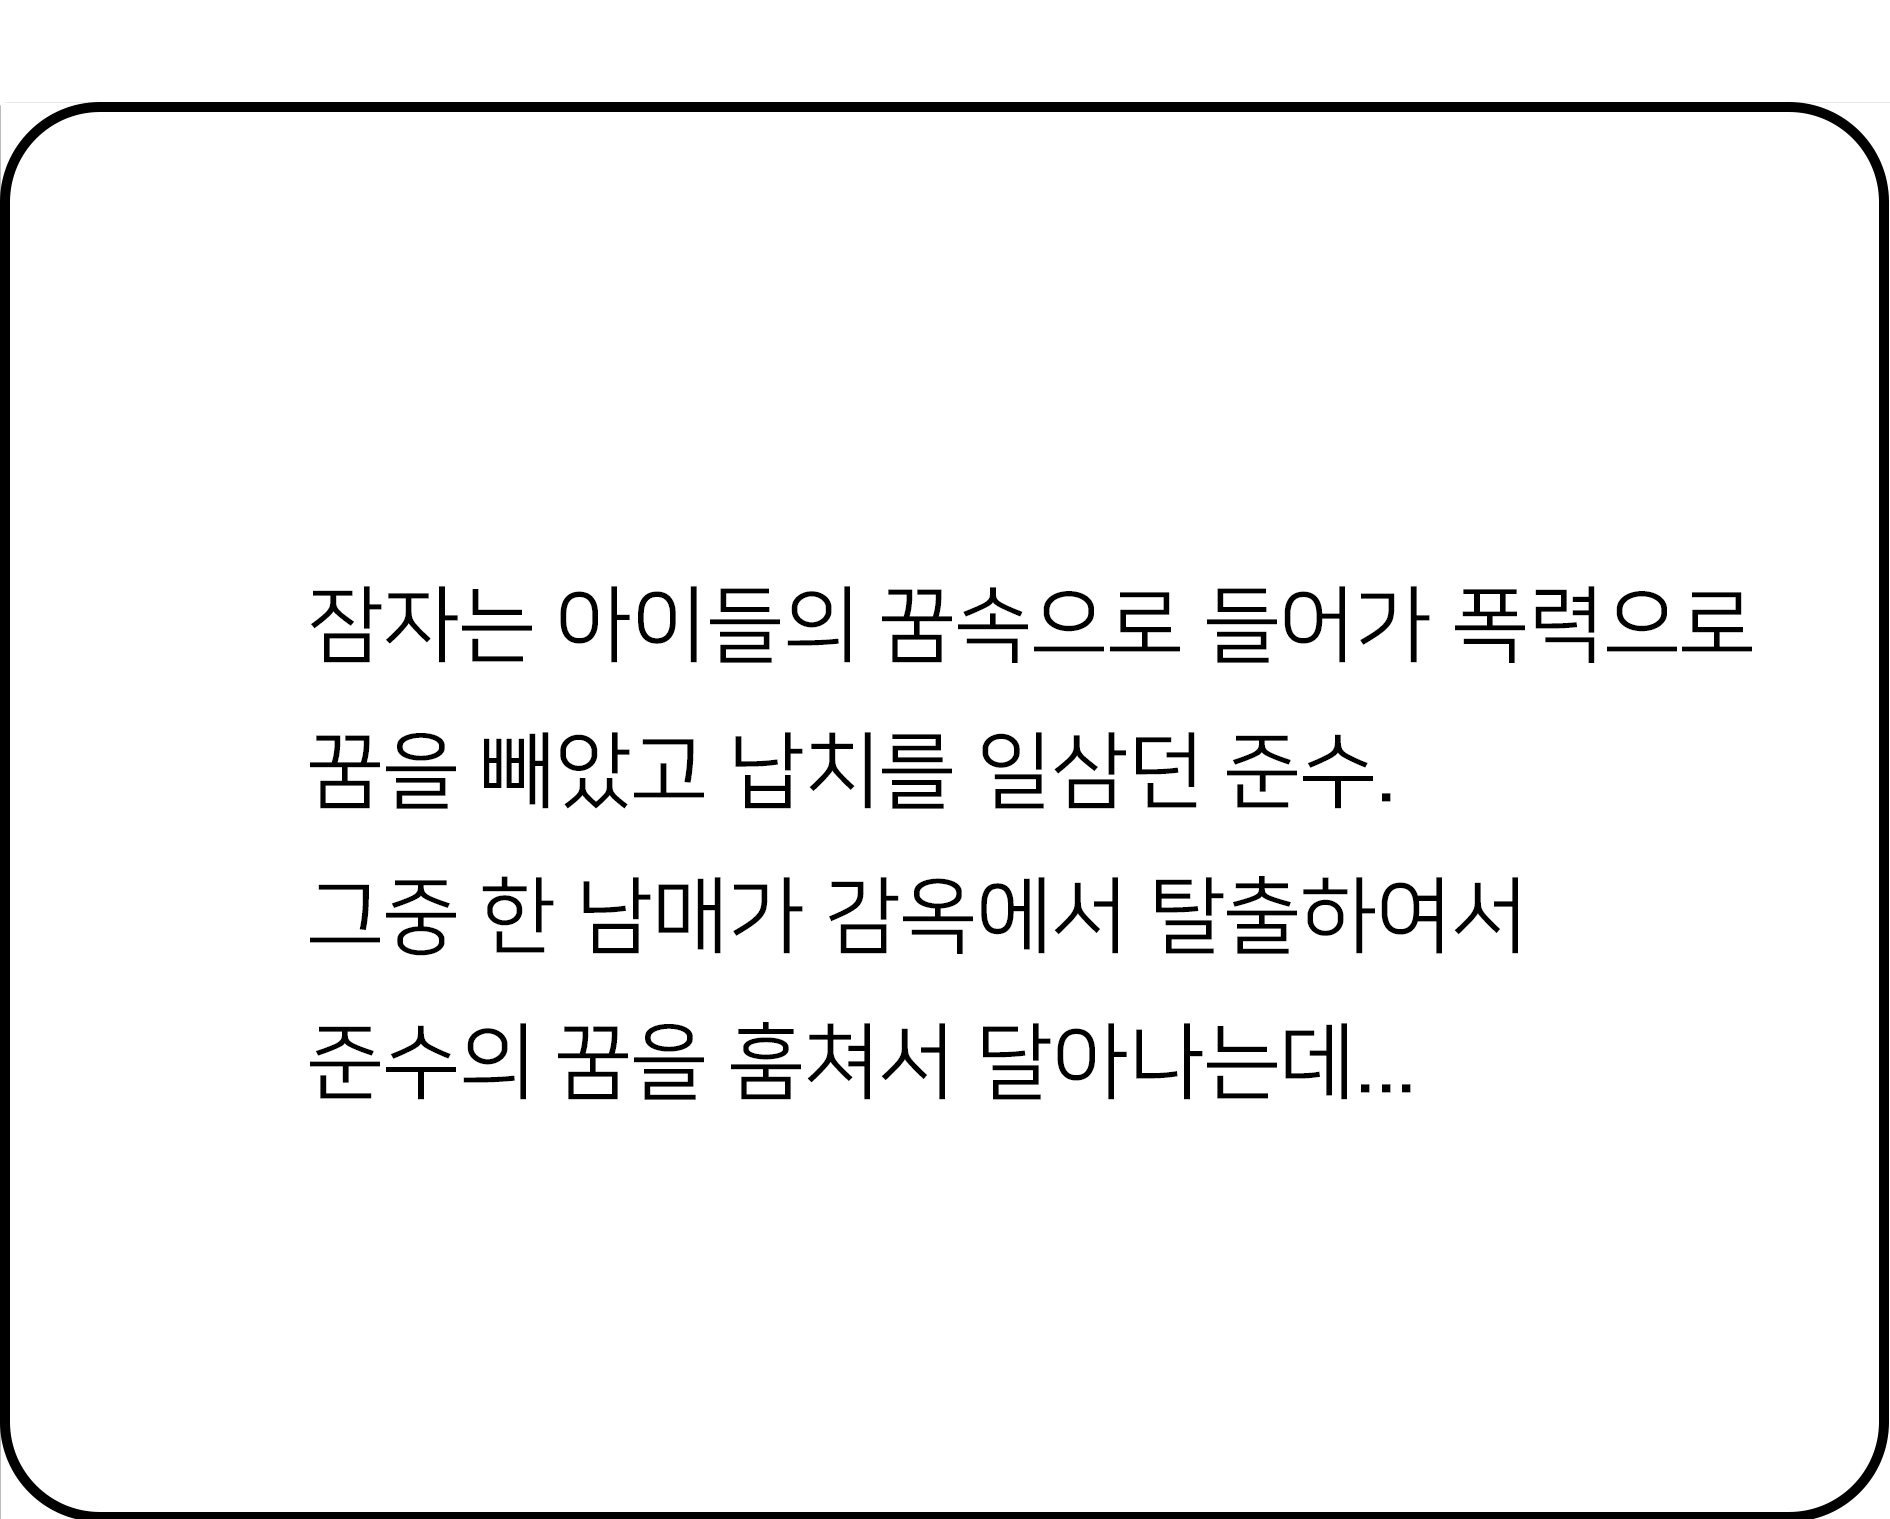 잠자는 아이들의 꿈속으로 들어가 폭력으로
꿈을 빼았고 납치를 일삼던 준수.
그중 한 남매가 감옥에서 탈출하여서
준수의 꿈을 훔쳐서 달아나는데...